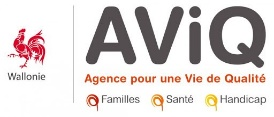 Wallonie
AViQ
Agence pour une Vie de Qualité
Familles Santé Handicap